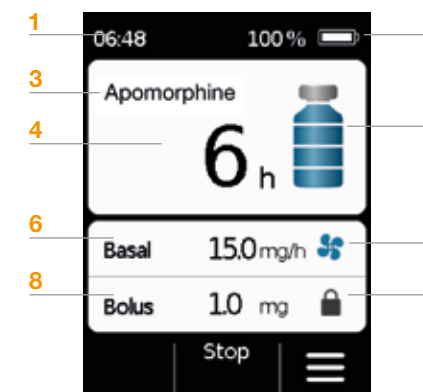 1
06:48 100 %
3
Apomorphine
4
6 h
6
Basal 15.0 mg/h
8
Bolus 1.0 mg
Stop